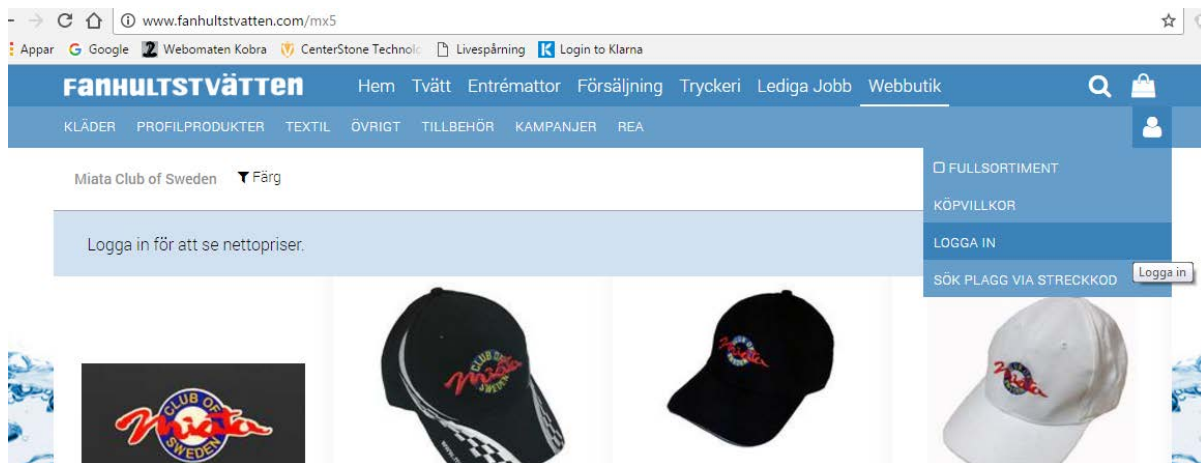 www.fanhultstvatten.com/mx5
Appar Google Webomaten Kobra CenterStone Technolo Livespårning Login to Klarna
FanHULTSTväTTen Hem Tvätt Entrémattor Försäljning Tryckeri Lediga Jobb Webbutik
KLÄDER PROFILPRODUKTER TEXTIL ÖVRIGT TILLBEHÖR KAMPANJER REA
Miata Club of Sweden Färg
FULLSORTIMENT
KÖPVILLKOR
Logga in för att se nettopriser.
LOGGA IN
Logga in
SÖK PLAGG VIA STRECKKOD
CLUB OF
Miata
SWEDEN
CLUB OF
Miata
SWEDEN
Miata
Miata